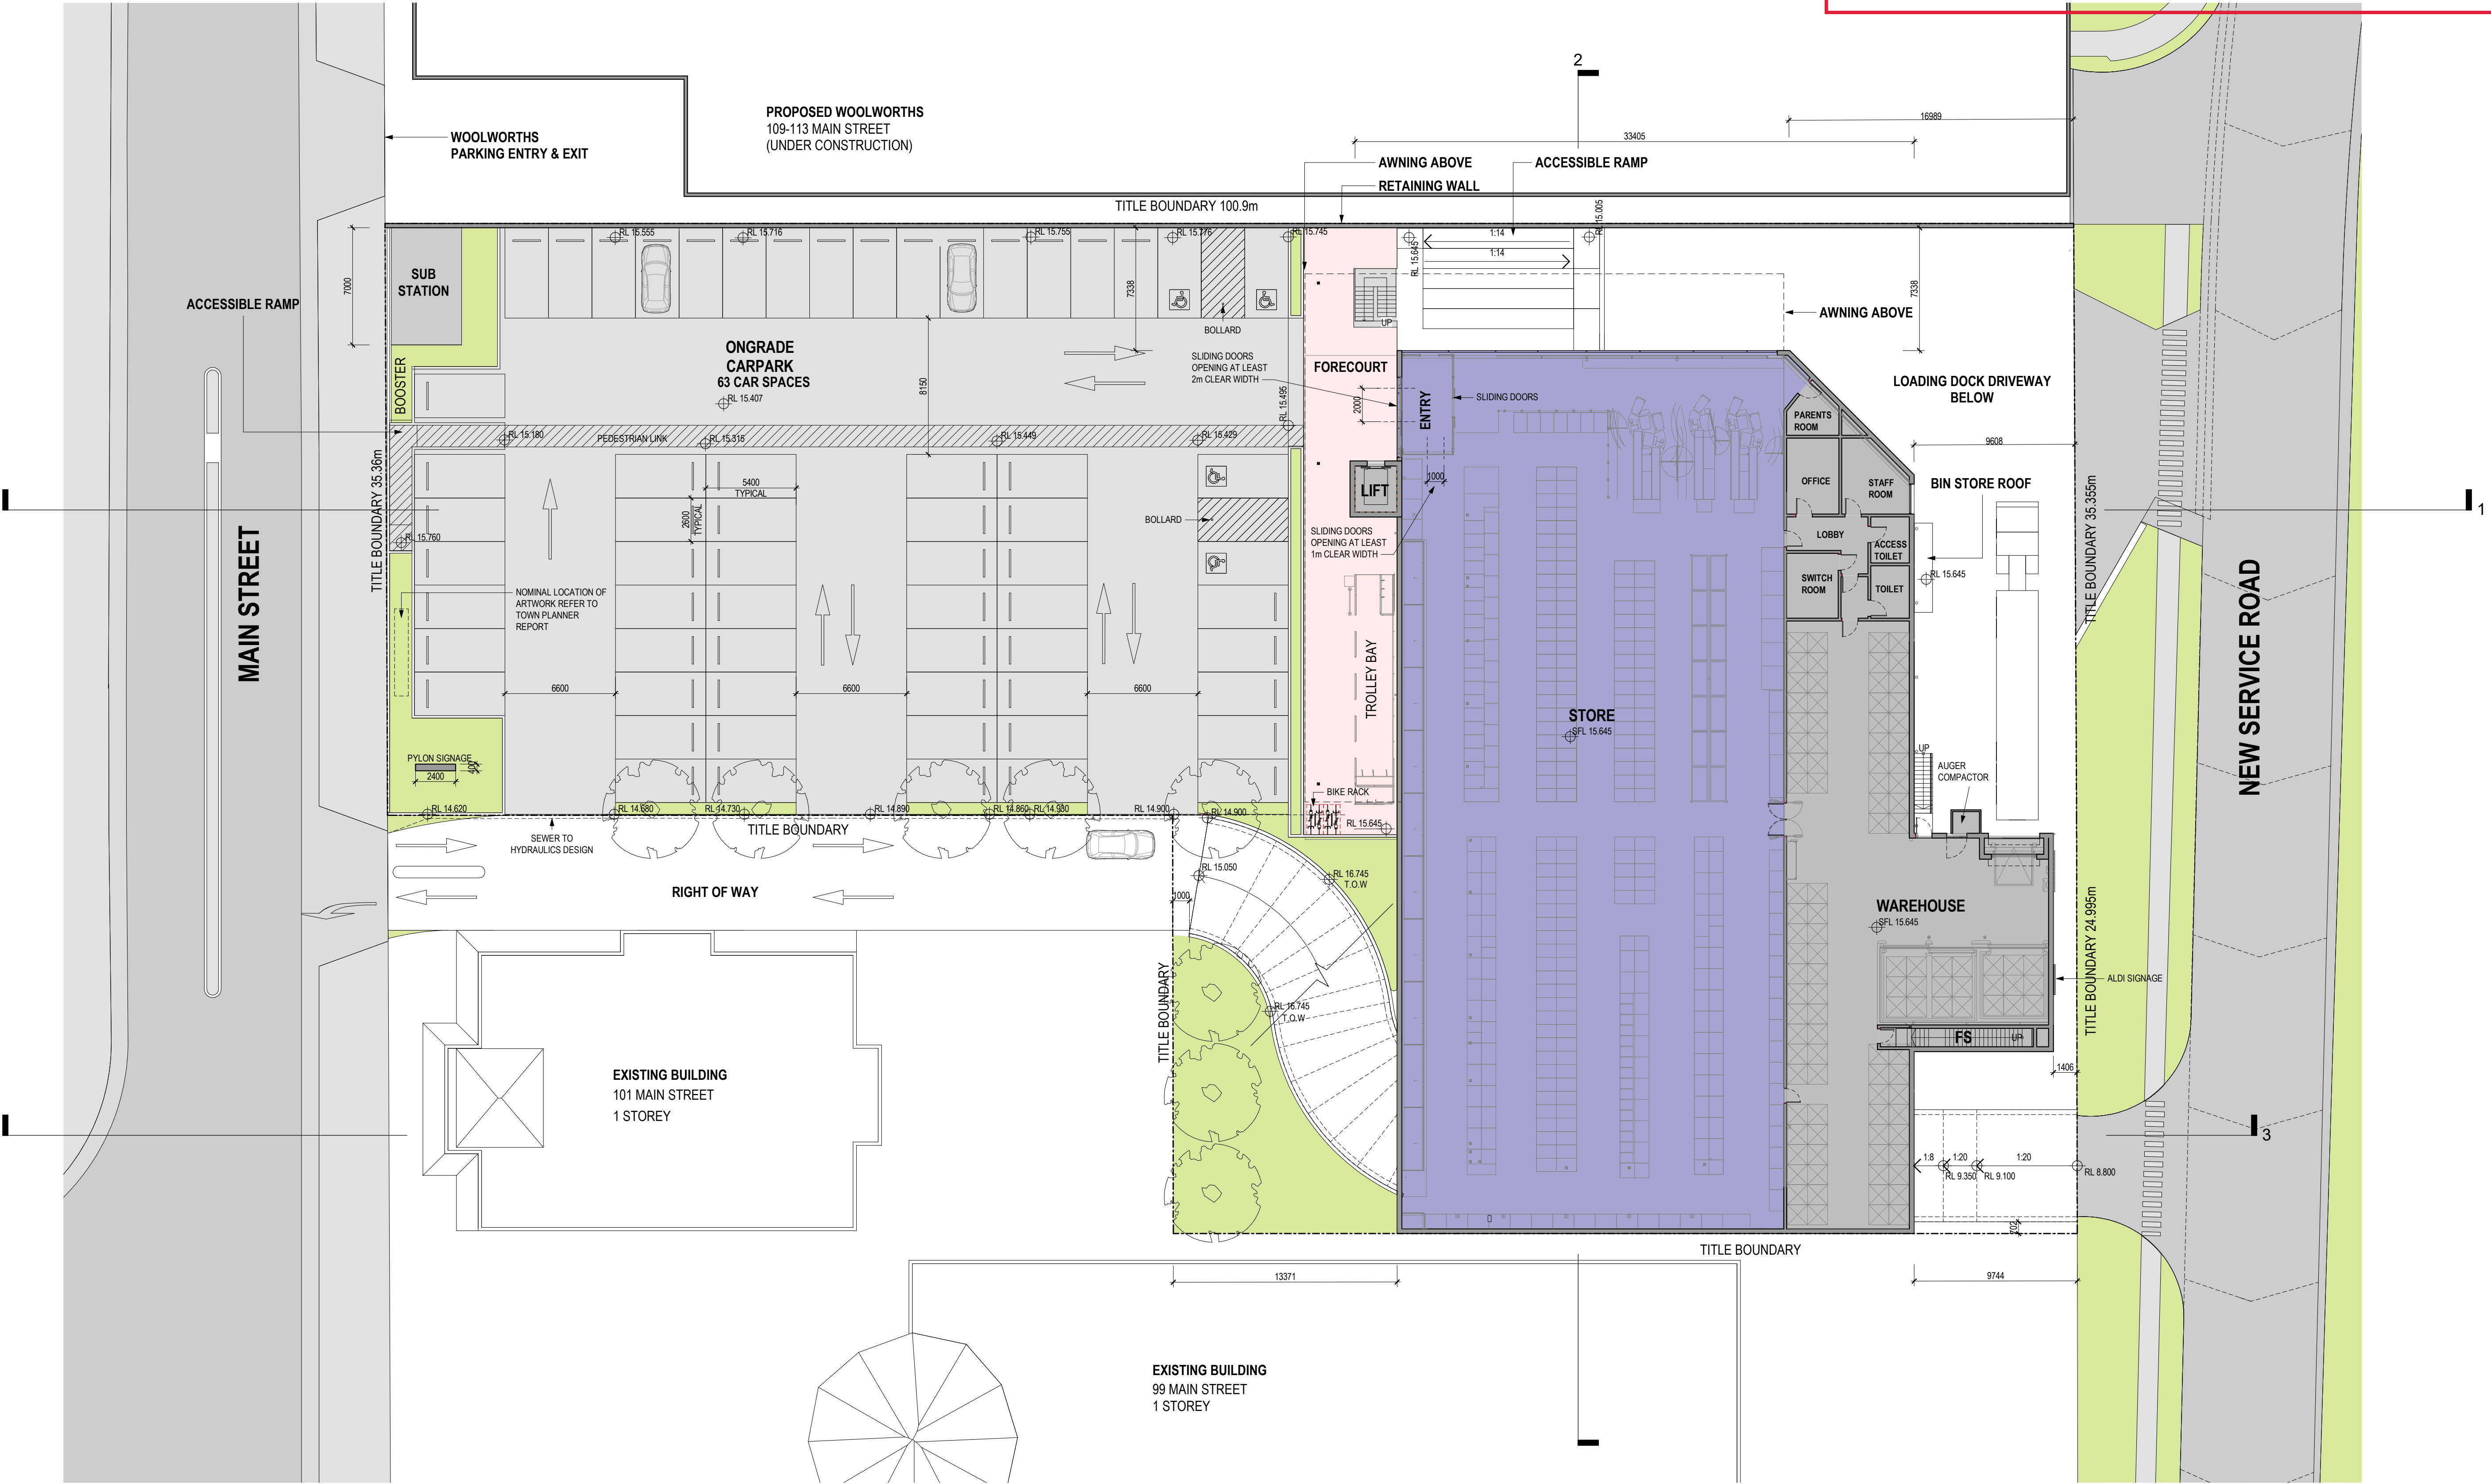 2
16989
PROPOSED WOOLWORTHS
109-113 MAIN STREET
(UNDER CONSTRUCTION)
WOOLWORTHS
PARKING ENTRY & EXIT
33405
AWNING ABOVE
ACCESSIBLE RAMP
RETAINING WALL
TITLE BOUNDARY 100.9m
RL 15.555
RL 15.716
RL 15.755
RL 15.776
RL 15.745
RL 15.645
RL 15.005
1:14
1:14
7000
SUB
STATION
ACCESSIBLE RAMP
7338
7338
BOLLARD
UP
AWNING ABOVE
BOOSTER
ONGRADE
CARPARK
63 CAR SPACES
RL 15.407
8150
SLIDING DOORS
OPENING AT LEAST
2m CLEAR WIDTH
FORECOURT
2000
ENTRY
SLIDING DOORS
LOADING DOCK DRIVEWAY
BELOW
PARENTS
ROOM
RL 15.495
RL 15.180
PEDESTRIAN LINK
RL 15.315
RL 15.449
RL 15.429
9608
TITLE BOUNDARY 35.36m
5400
TYPICAL
2600
TYPICAL
LIFT
1000
OFFICE
STAFF
ROOM
BIN STORE ROOF
1
BOLLARD
SLIDING DOORS
OPENING AT LEAST
1m CLEAR WIDTH
LOBBY
ACCESS
TOILET
RL 15.760
TITLE BOUNDARY 35.355m
MAIN STREET
SWITCH
ROOM
TOILET
RL 15.645
NOMINAL LOCATION OF
ARTWORK REFER TO
TOWN PLANNER
REPORT
NEW SERVICE ROAD
TROLLEY BAY
6600
6600
6600
STORE
SFL 15.645
UP
PYLON SIGNAGE
2400
400
AUGER
COMPACTOR
BIKE RACK
RL 14.620
RL 14.680
RL 14.730
RL 14.890
RL 14.860
RL 14.930
RL 14.900
RL 14.900
RL 15.645
TITLE BOUNDARY
SEWER TO
HYDRAULICS DESIGN
RL 15.050
RL 16.745
T.O.W
RIGHT OF WAY
1000
WAREHOUSE
SFL 15.645
TITLE BOUNDARY 24.995m
TITLE BOUNDARY
ALDI SIGNAGE
RL 16.745
T.O.W
FS
UP
EXISTING BUILDING
101 MAIN STREET
1 STOREY
1406
3
1:8
1:20
1:20
RL 9.350
RL 9.100
RL 8.800
702
TITLE BOUNDARY
13371
9744
EXISTING BUILDING
99 MAIN STREET
1 STOREY